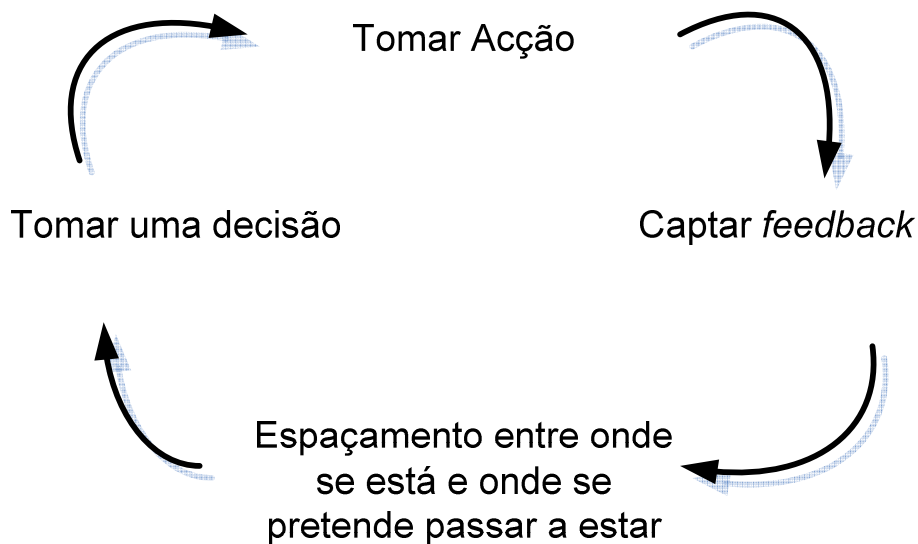 Tomar Acção
Tomar uma decisão
Captar feedback
Espaçamento entre onde
se está e onde se
pretende passar a estar